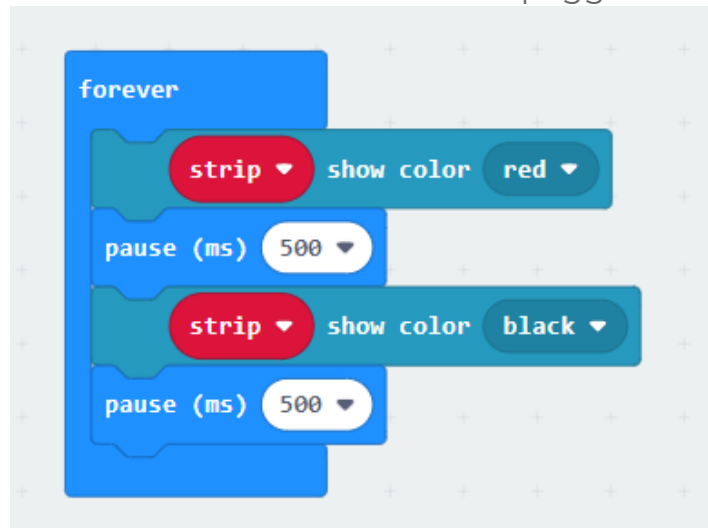 forever
strip show color red
pause (ms) 500
strip show color black
pause (ms) 500